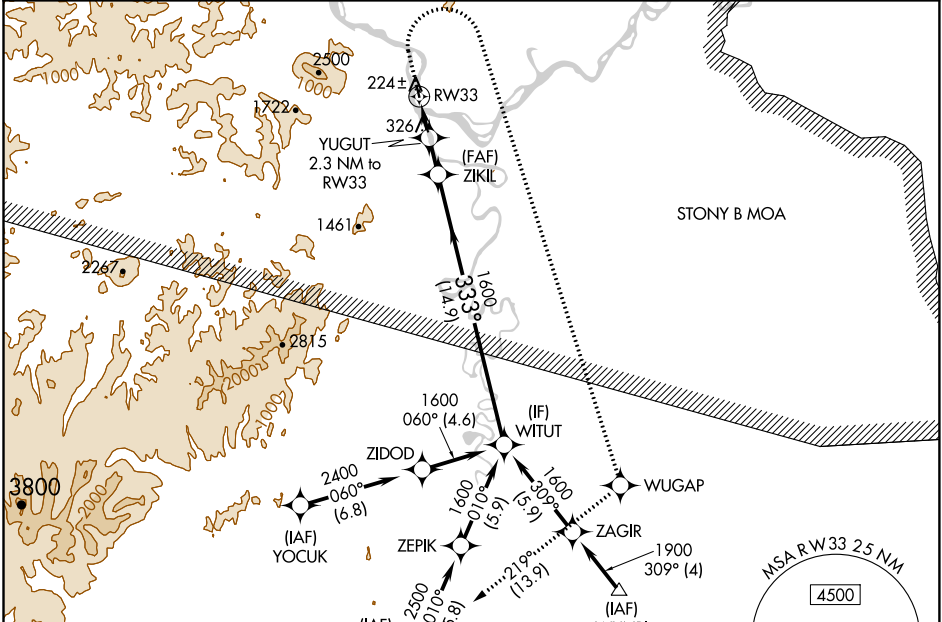 2500
1000
1000
1722
224±
RW33
326
YUGUT
2.3 NM to
RW33
(FAF)
ZIKIL
1461
STONY B MOA
2267
1600
333°
(14.9)
2815
2000
1000
1600
060° (4.6)
(IF)
WITUT
ZIDOD
2400
060°
(6.8)
(IAF)
YOCUK
3800
2000
1600
010°
(5.9)
ZEPIK
1600
309°
(5.9)
WUGAP
ZAGIR
219°
(13.9)
1900
309° (4)
(IAF)
2500
010°
(IAF)
MSA RW33 25 NM
4500